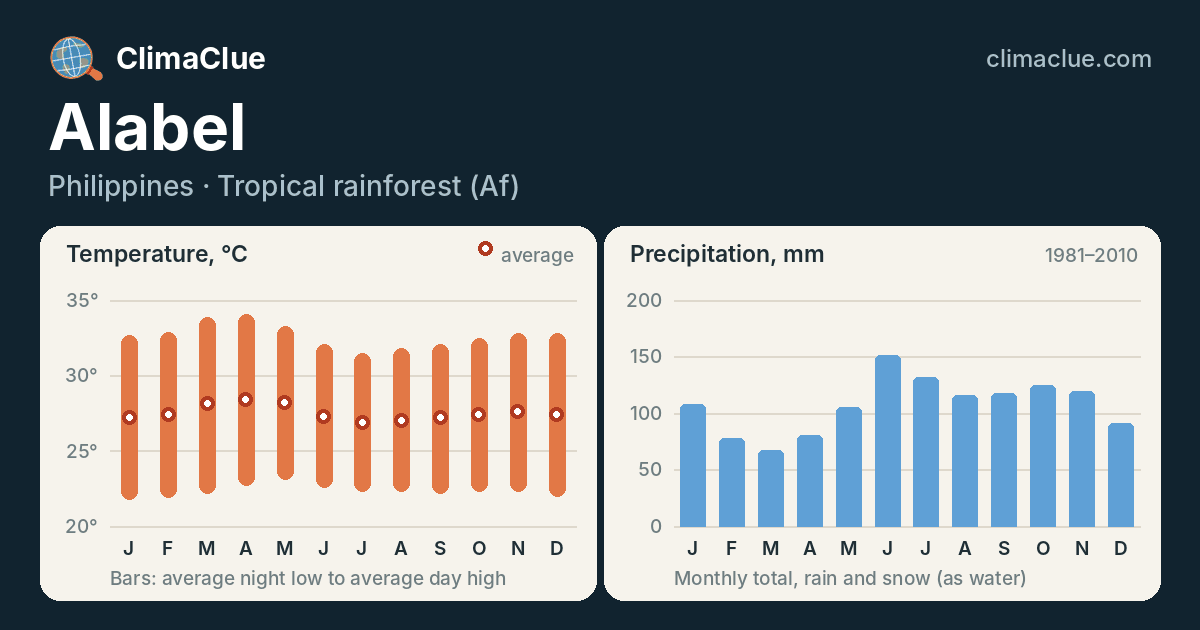 ClimaClue
climaclue.com
Alabel
Philippines · Tropical rainforest (Af)
Temperature, °C
average
35°
30°
25°
20°
J F M A M J J A S O N D
Bars: average night low to average day high
Precipitation, mm
1981–2010
200
150
100
50
0
J F M A M J J A S O N D
Monthly total, rain and snow (as water)